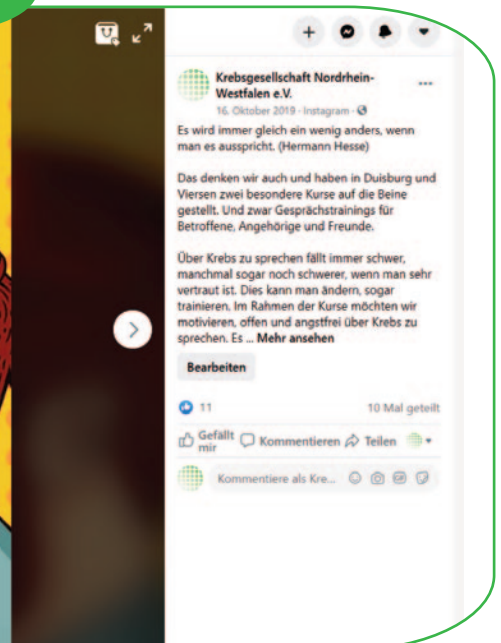 Krebsgesellschaft Nordrhein-
Westfalen e.V.
16. Oktober 2019 · Instagram ·
Es wird immer gleich ein wenig anders, wenn
man es ausspricht. (Hermann Hesse)
Das denken wir auch und haben in Duisburg und
Viersen zwei besondere Kurse auf die Beine
gestellt. Und zwar Gesprächstrainings für
Betroffene, Angehörige und Freunde.
Über Krebs zu sprechen fällt immer schwer,
manchmal sogar noch schwerer, wenn man sehr
vertraut ist. Dies kann man ändern, sogar
trainieren. Im Rahmen der Kurse möchten wir
motivieren, offen und angstfrei über Krebs zu
sprechen. Es ... Mehr ansehen
Bearbeiten
11 10 Mal geteilt
Gefällt mir Kommentieren Teilen
Kommentiere als Kre... GIF